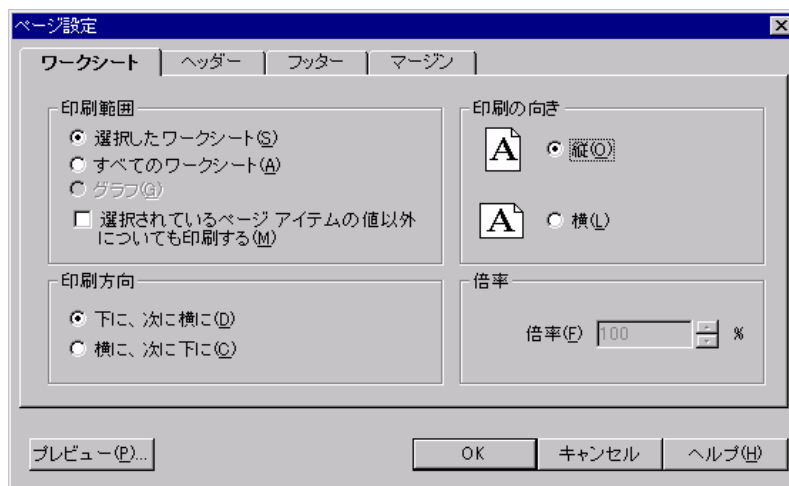 ページ設定
ワークシート ヘッダー フッター マージン
印刷範囲
選択したワークシート(S)
すべてのワークシート(A)
グラフ(G)
選択されているページ アイテムの値以外
についても印刷する(M)
印刷の向き
A 縦(O)
A 横(L)
印刷方向
下に、次に横に(D)
横に、次に下に(C)
倍率
倍率(F) 100 %
プレビュー(P)... OK キャンセル ヘルプ(H)